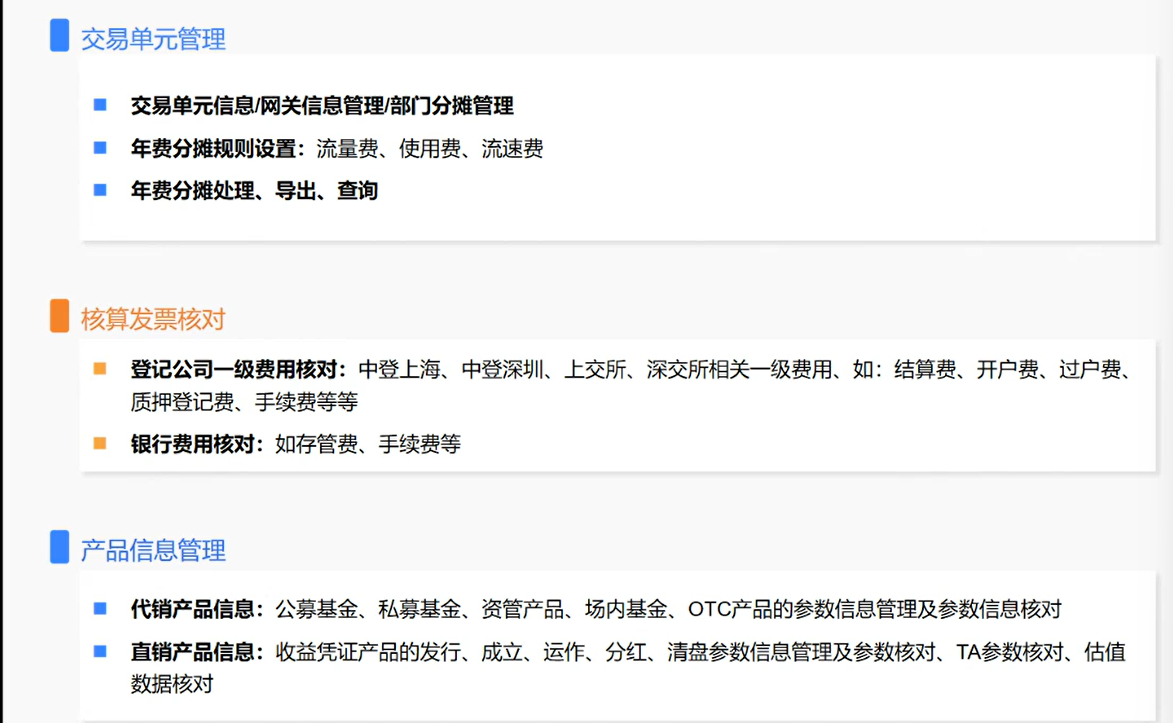 交易单元管理
交易单元信息/网关信息管理/部门分摊管理
年费分摊规则设置：流量费、使用费、流速费
年费分摊处理、导出、查询
核算发票核对
登记公司一级费用核对：中登上海、中登深圳、上交所、深交所相关一级费用、如：结算费、开户费、过户费、
质押登记费、手续费等等
银行费用核对：如存管费、手续费等
产品信息管理
代销产品信息：公募基金、私募基金、资管产品、场内基金、OTC产品的参数信息管理及参数信息核对
直销产品信息：收益凭证产品的发行、成立、运作、分红、清盘参数信息管理及参数核对、TA参数核对、估值
数据核对